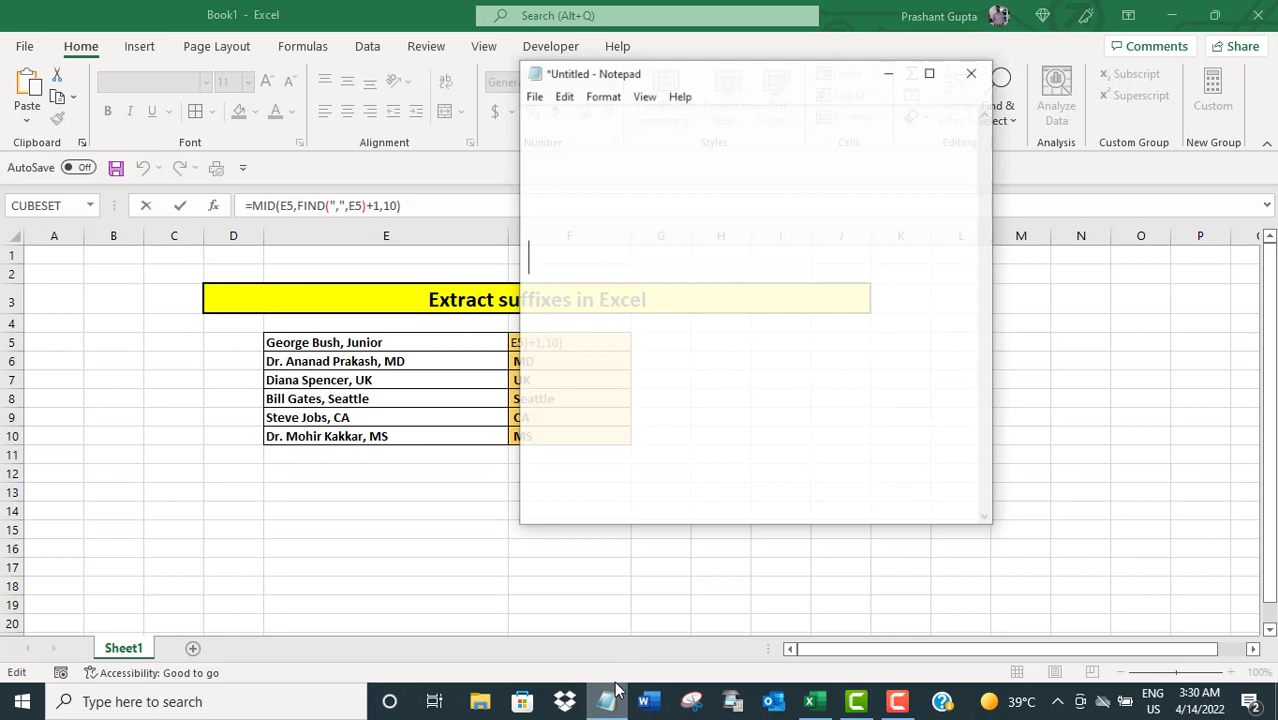 Book1 - Excel
Search (Alt+Q)
Prashant Gupta
File Home Insert Page Layout Formulas Data Review View Developer Help
Comments Share
*Untitled - Notepad
File Edit Format View Help
Paste
11
Gener
Find &
Select
Analyze
Data
Subscript
Superscript
Custom
Clipboard Font Alignment Number Styles Cells Editing Analysis Custom Group New Group
AutoSave Off
CUBESET =MID(E5,FIND(",",E5)+1,10)
A B C D E F G H I J K L M N O P
1
2
3 Extract suffixes in Excel
4
5 George Bush, Junior E5)+1,10)
6 Dr. Ananad Prakash, MD MD
7 Diana Spencer, UK UK
8 Bill Gates, Seattle Seattle
9 Steve Jobs, CA CA
10 Dr. Mohir Kakkar, MS MS
11
12
13
14
15
16
17
18
19
20
Sheet1
Edit Accessibility: Good to go 100%
Type here to search
39°C
ENG
US
3:30 AM
4/14/2022
2